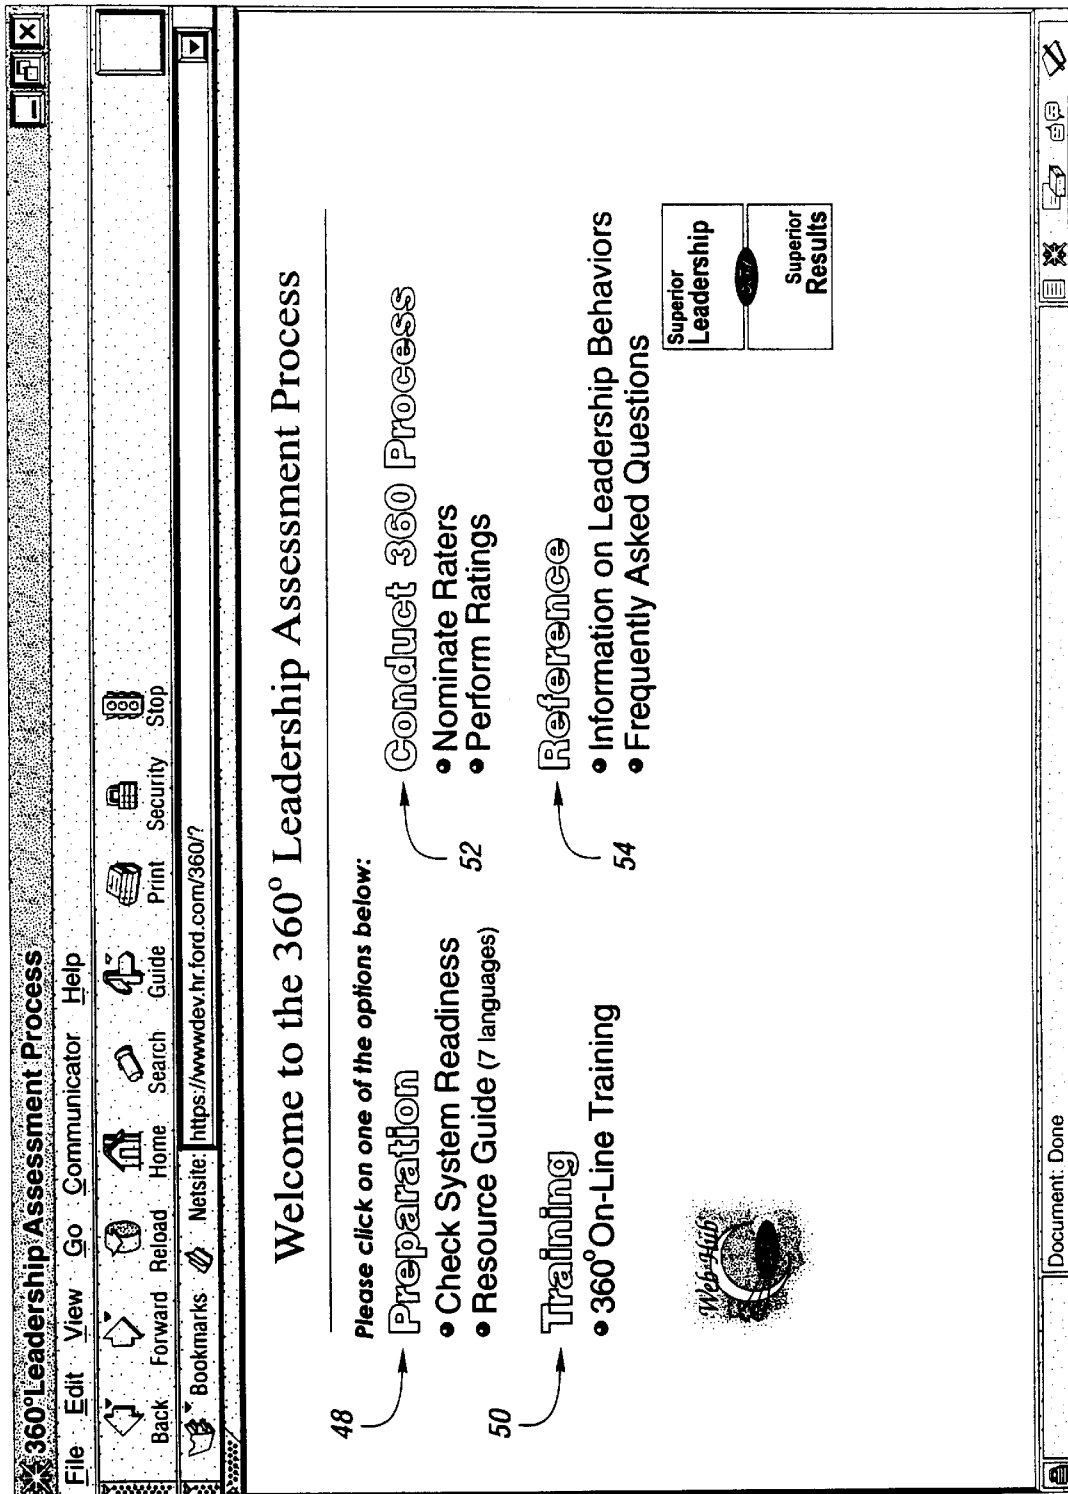 360°Leadership Assessment Process
File Edit View Go Communicator Help
Back Forward Reload Home Search Guide Print Security Stop
Bookmarks Netsite: https://wwwdev.hr.ford.com/360/?
Welcome to the 360° Leadership Assessment Process
Please click on one of the options below:
48
Preparation
• Check System Readiness
• Resource Guide (7 languages)
52
Conduct 360 Process
• Nominate Raters
• Perform Ratings
50
Training
• 360° On-Line Training
54
Reference
• Information on Leadership Behaviors
• Frequently Asked Questions
Web Hub
Superior
Leadership
Superior
Results
Document: Done